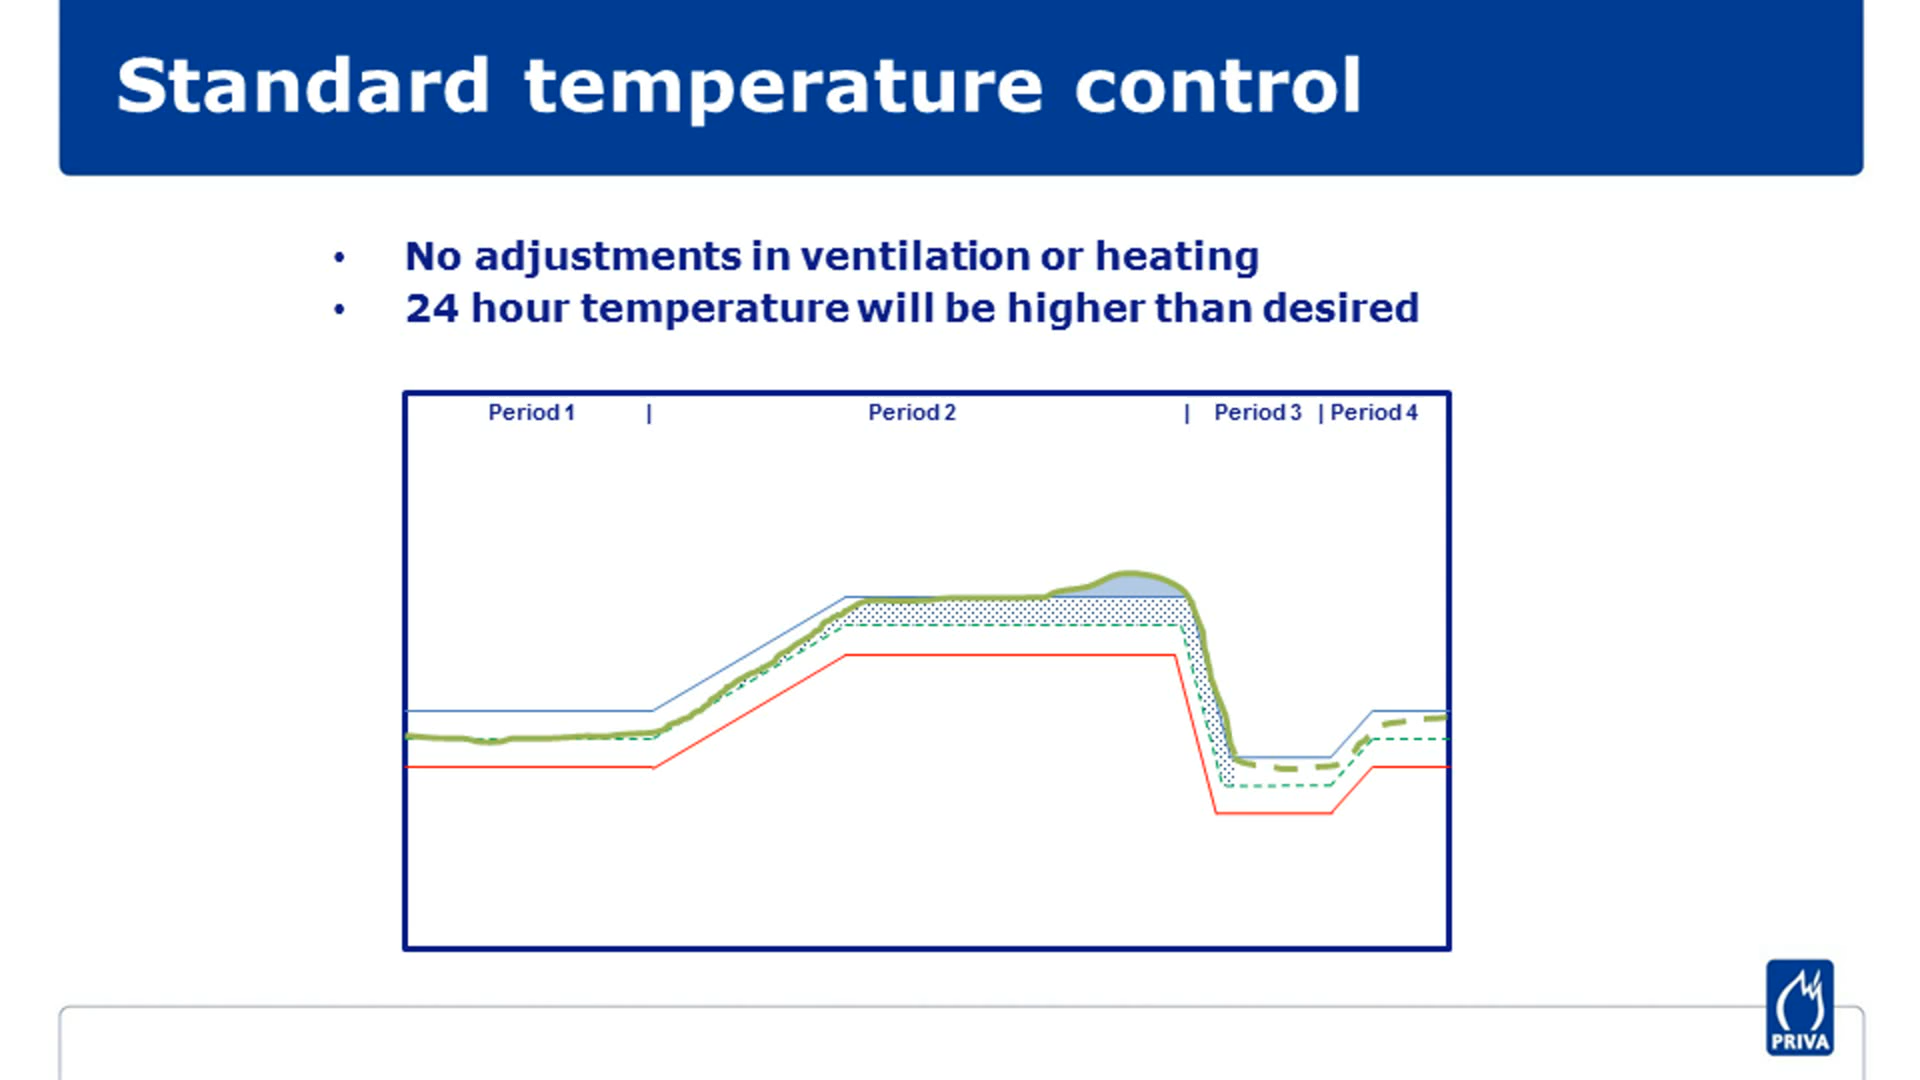 Standard temperature control
• No adjustments in ventilation or heating
• 24 hour temperature will be higher than desired
Period 1 | Period 2 | Period 3 | Period 4
PRIVA